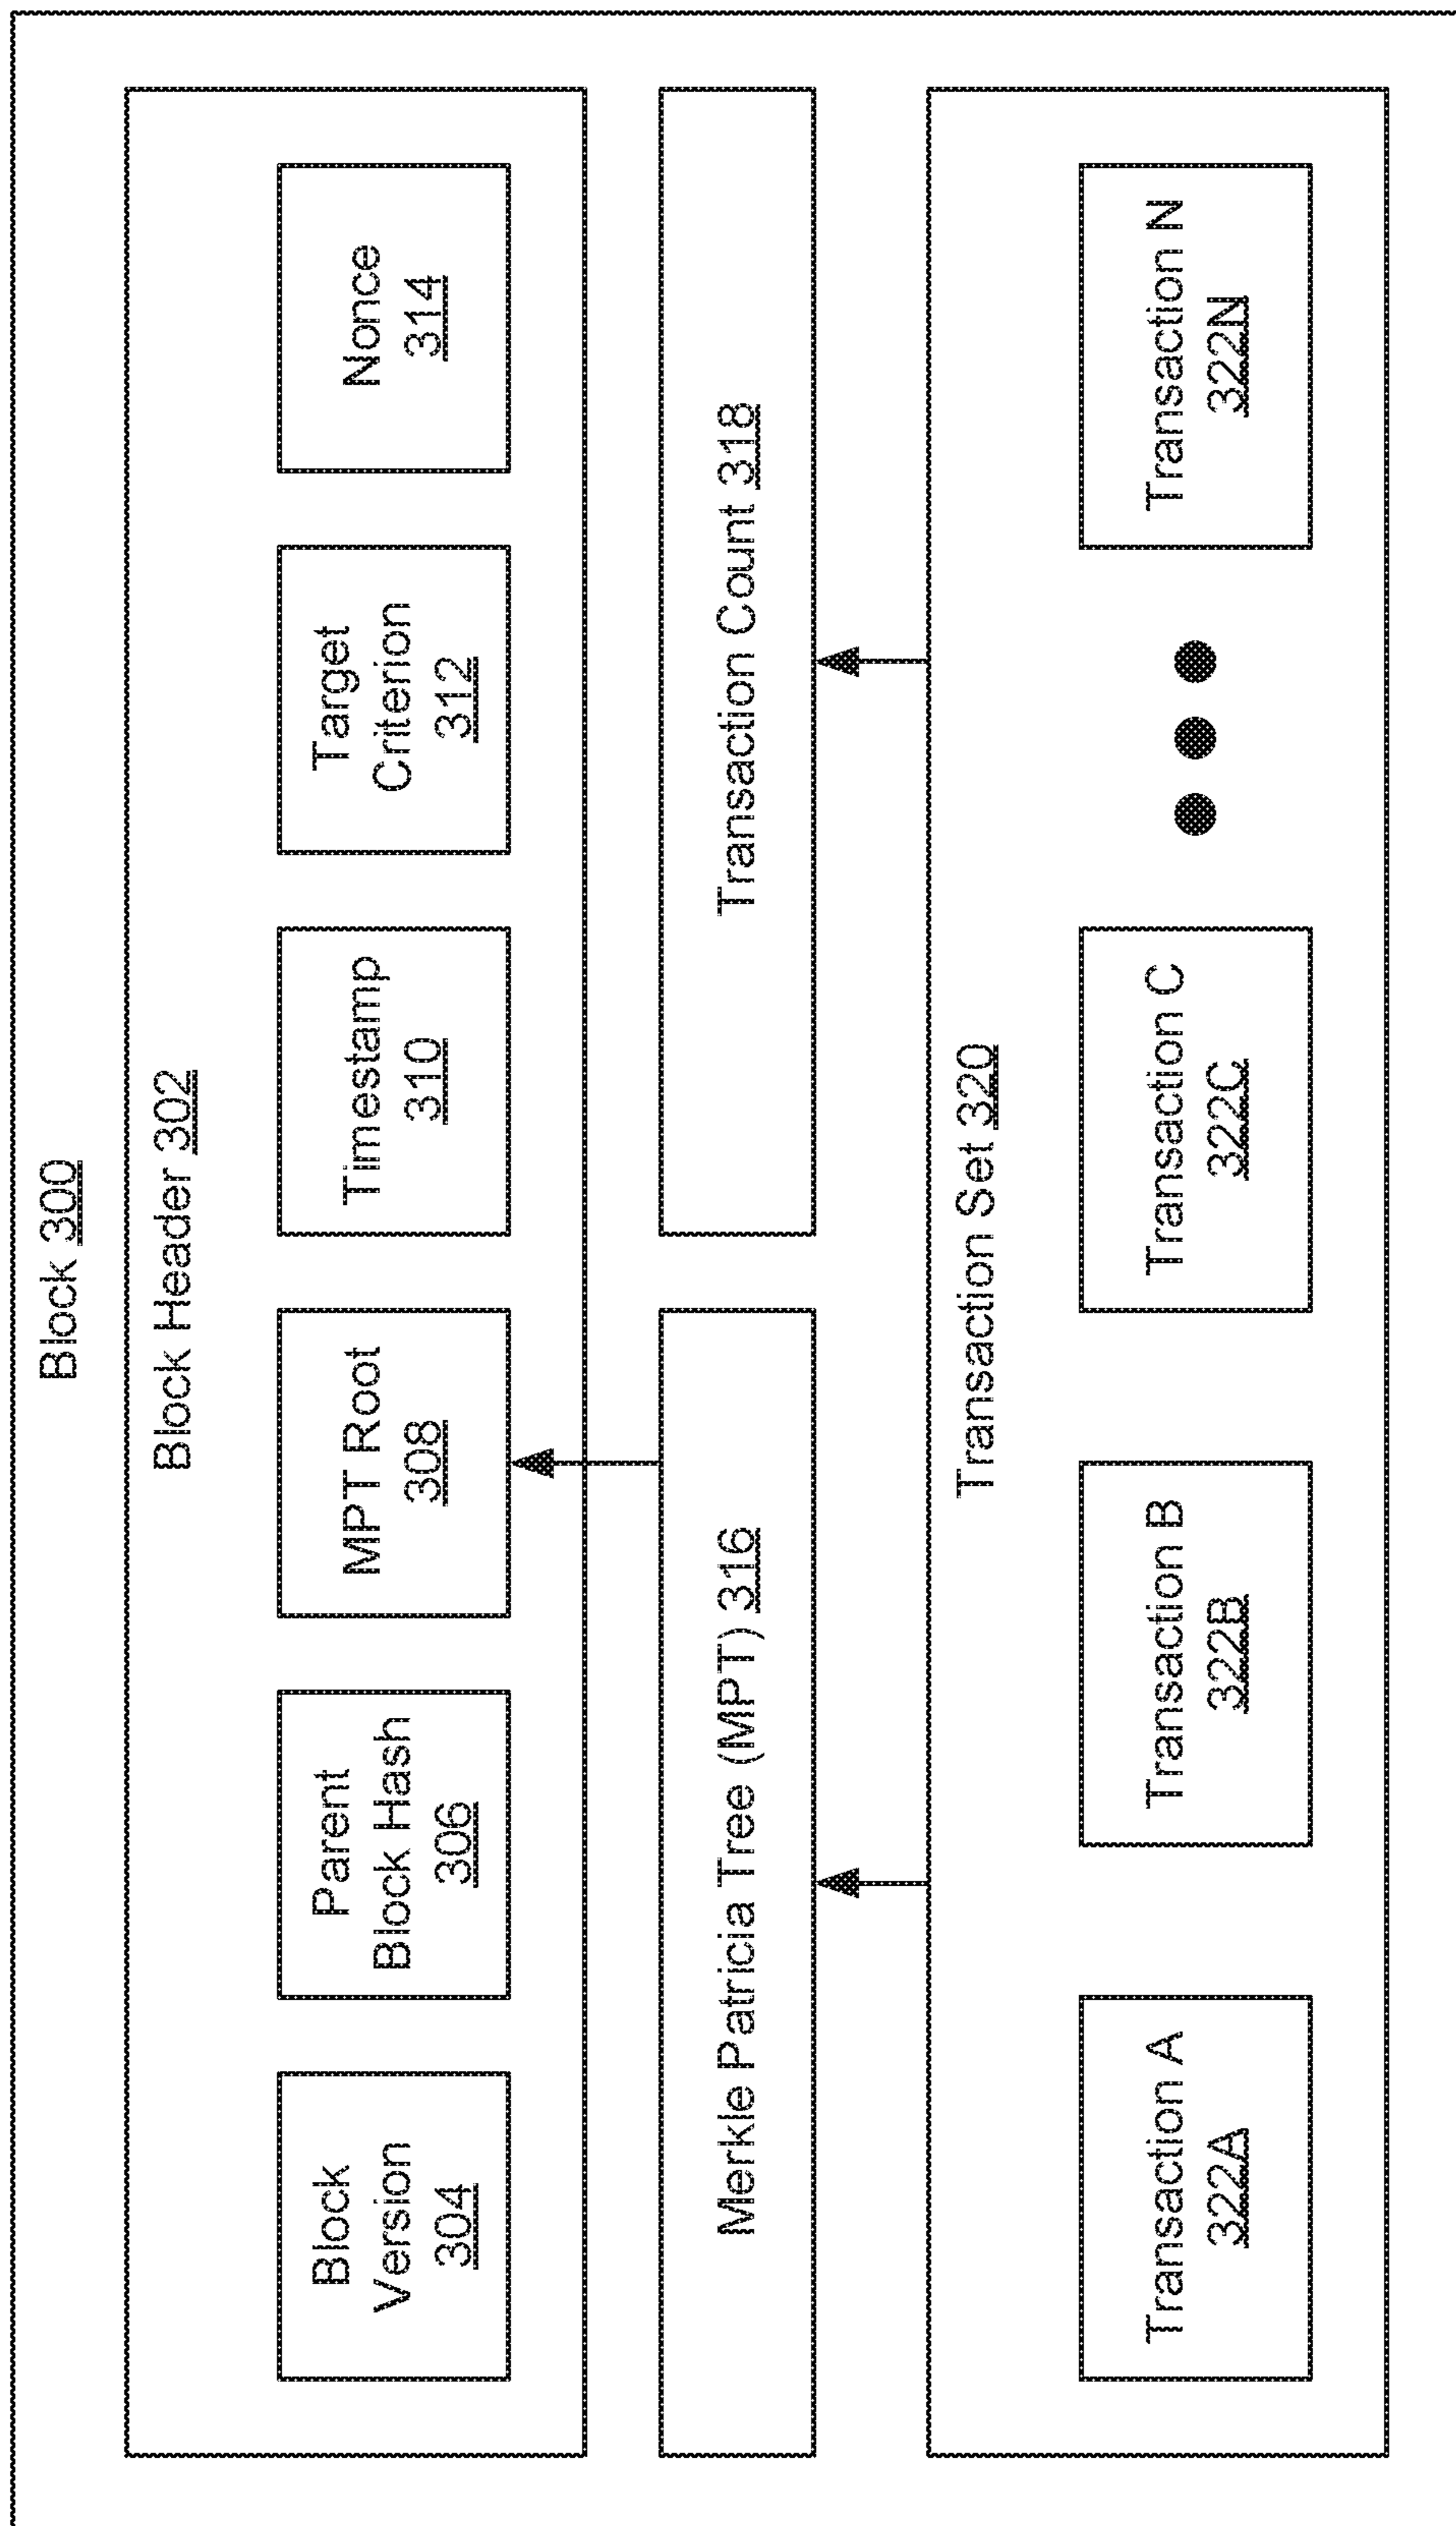 Block 300
Block Header 302
Block
Version
304
Parent
Block Hash
306
MPT Root
308
Timestamp
310
Target
Criterion
312
Nonce
314
Merkle Patricia Tree (MPT) 316
Transaction Count 318
Transaction Set 320
Transaction A
322A
Transaction B
322B
Transaction C
322C
Transaction N
322N